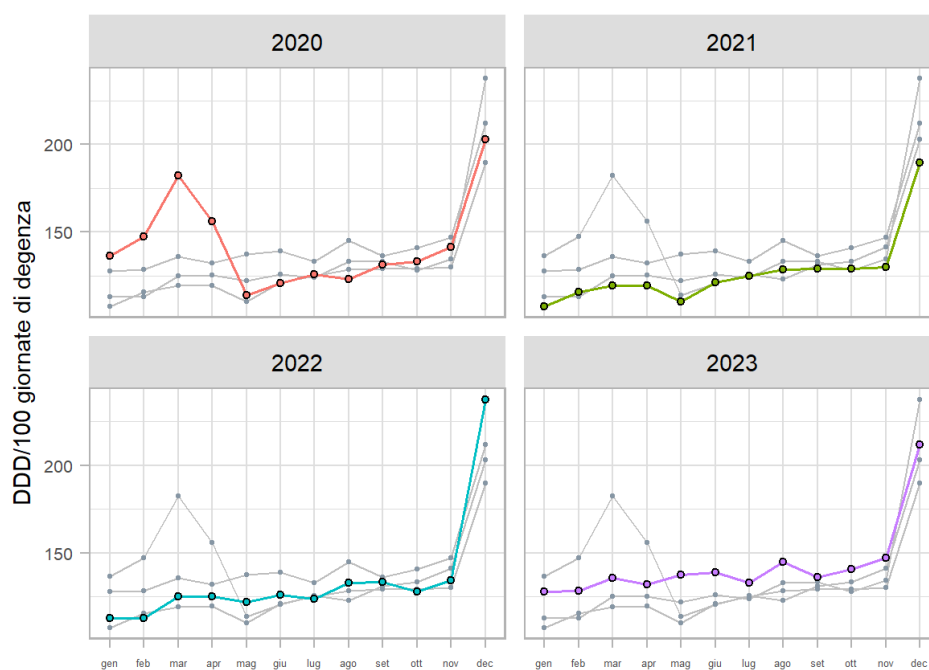 2020
2021
200
150
2022
2023
200
150
DDD/100 giornate di degenza
gen feb mar apr mag giu lug ago set ott nov dec
gen feb mar apr mag giu lug ago set ott nov dec